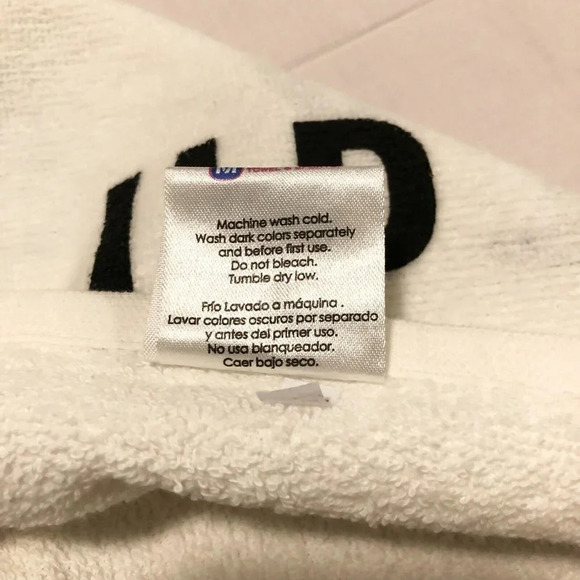 Machine wash cold.
Wash dark colors separately
and before first use.
Do not bleach.
Tumble dry low.
Frío Lavado a máquina .
Lavar colores oscuros por separado
y antes del primer uso.
No usa blanqueador.
Caer bajo seco.